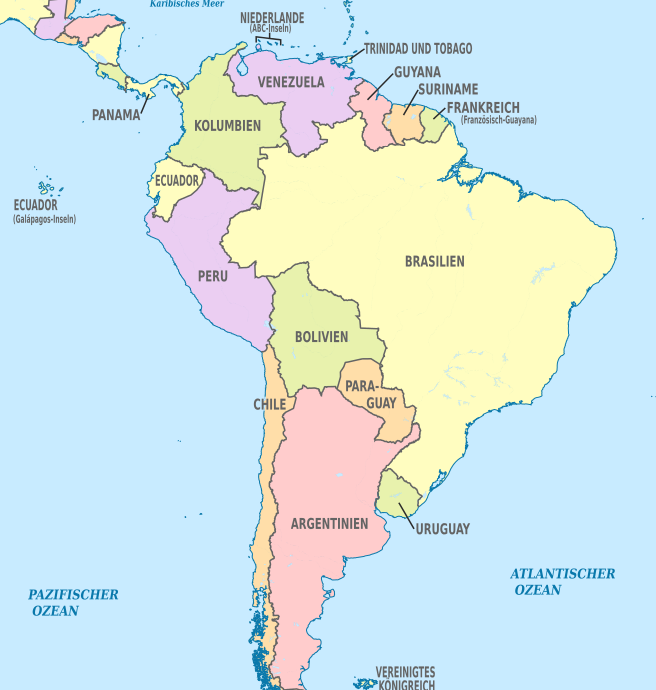 Karibisches Meer
NIEDERLANDE
(ABC-Inseln)
TRINIDAD UND TOBAGO
VENEZUELA
GUYANA
SURINAME
FRANKREICH
(Französisch-Guayana)
PANAMA
KOLUMBIEN
ECUADOR
ECUADOR
(Galápagos-Inseln)
BRASILIEN
PERU
BOLIVIEN
PARA-
GUAY
CHILE
ARGENTINIEN
URUGUAY
ATLANTISCHER
OZEAN
PAZIFISCHER
OZEAN
VEREINIGTES
KÖNIGREICH